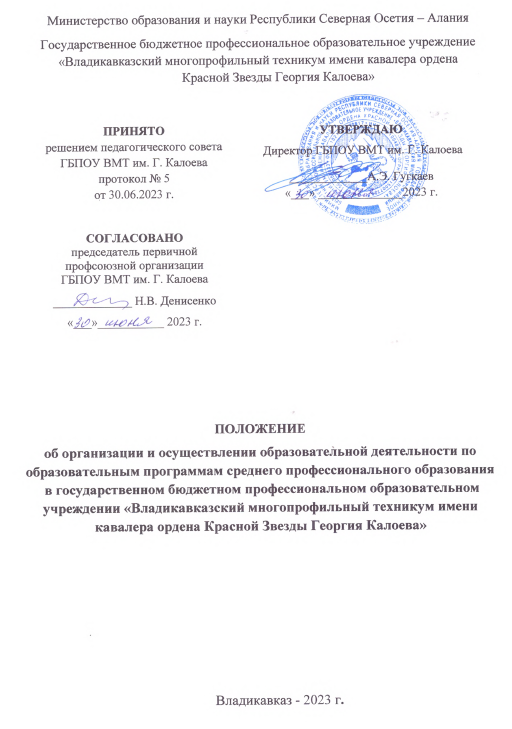 Министерство образования и науки Республики Северная Осетия – Алания
Государственное бюджетное профессиональное образовательное учреждение
«Владикавказский многопрофильный техникум имени кавалера ордена
Красной Звезды Георгия Калоева»
ПРИНЯТО
решением педагогического совета
ГБПОУ ВМТ им. Г. Калоева
протокол № 5
от 30.06.2023 г.
УТВЕРЖДАЮ
Директор ГБПОУ ВМТ им. Г. Калоева
А.Э. Гуткаев
«30» июня 2023 г.
СОГЛАСОВАНО
председатель первичной
профсоюзной организации
ГБПОУ ВМТ им. Г. Калоева
Н.В. Денисенко
«30» июня 2023 г.
ПОЛОЖЕНИЕ
об организации и осуществлении образовательной деятельности по
образовательным программам среднего профессионального образования
в государственном бюджетном профессиональном образовательном
учреждении «Владикавказский многопрофильный техникум имени
кавалера ордена Красной Звезды Георгия Калоева»
Владикавказ - 2023 г.